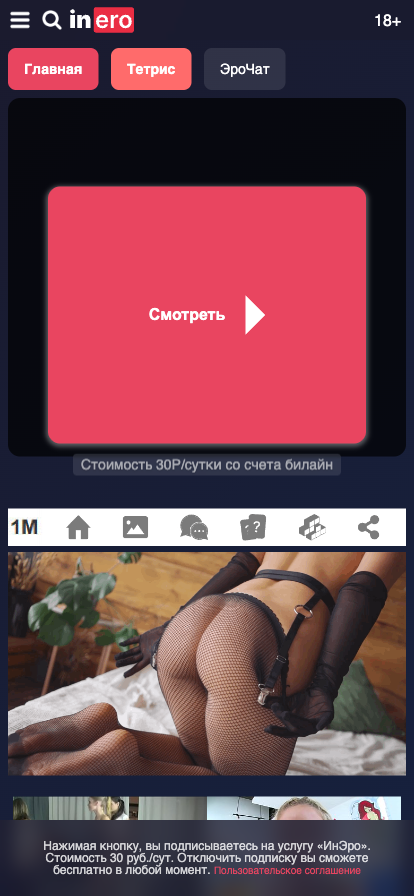 inero
18+
Главная
Тетрис
ЭроЧат
Смотреть
Стоимость 30Р/сутки со счета билайн
1M
?
Нажимая кнопку, вы подписываетесь на услугу «ИнЭро».
Стоимость 30 руб./сут. Отключить подписку вы сможете
бесплатно в любой момент. Пользовательское соглашение